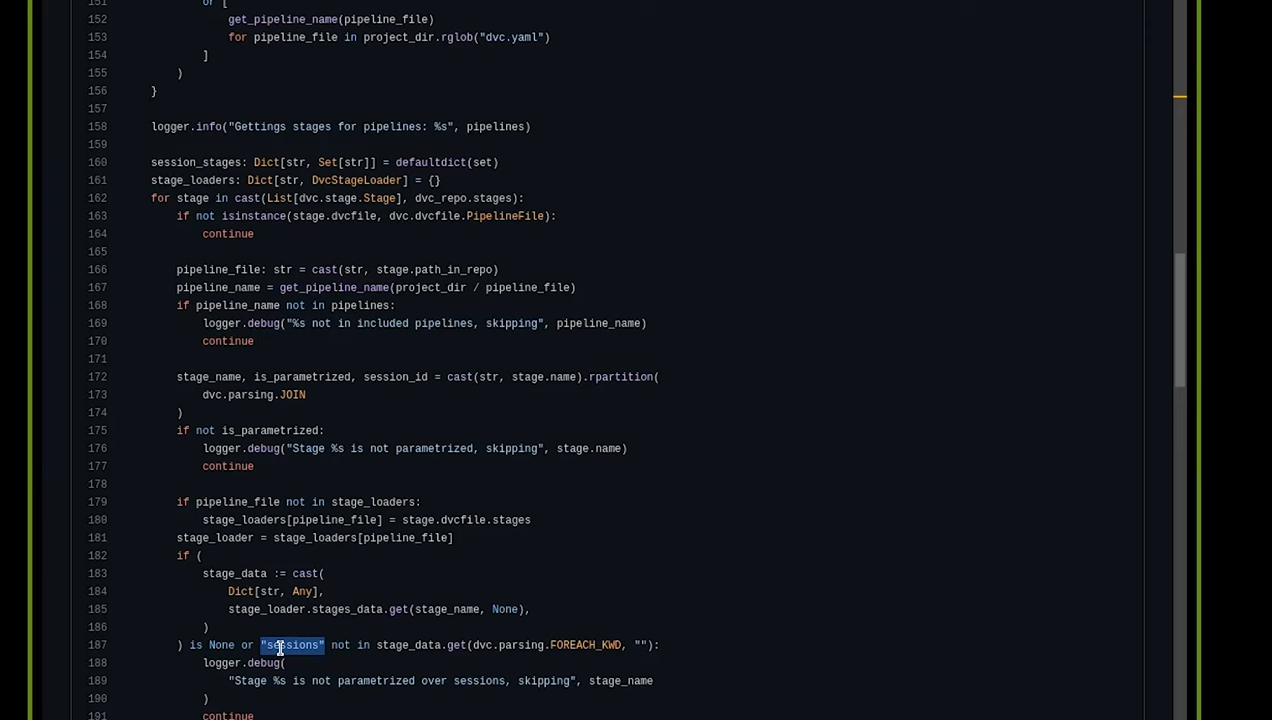 151 or [
152 get_pipeline_name(pipeline_file)
153 for pipeline_file in project_dir.rglob("dvc.yaml")
154 ]
155 )
156 }
157
158 logger.info("Gettings stages for pipelines: %s", pipelines)
159
160 session_stages: Dict[str, Set[str]] = defaultdict(set)
161 stage_loaders: Dict[str, DvcStageLoader] = {}
162 for stage in cast(List[dvc.stage.Stage], dvc_repo.stages):
163 if not isinstance(stage.dvcfile, dvc.dvcfile.PipelineFile):
164 continue
165
166 pipeline_file: str = cast(str, stage.path_in_repo)
167 pipeline_name = get_pipeline_name(project_dir / pipeline_file)
168 if pipeline_name not in pipelines:
169 logger.debug("%s not in included pipelines, skipping", pipeline_name)
170 continue
171
172 stage_name, is_parametrized, session_id = cast(str, stage.name).rpartition(
173 dvc.parsing.JOIN
174 )
175 if not is_parametrized:
176 logger.debug("Stage %s is not parametrized, skipping", stage.name)
177 continue
178
179 if pipeline_file not in stage_loaders:
180 stage_loaders[pipeline_file] = stage.dvcfile.stages
181 stage_loader = stage_loaders[pipeline_file]
182 if (
183 stage_data := cast(
184 Dict[str, Any],
185 stage_loader.stages_data.get(stage_name, None),
186 )
187 ) is None or "sessions" not in stage_data.get(dvc.parsing.FOREACH_KWD, ""):
188 logger.debug(
189 "Stage %s is not parametrized over sessions, skipping", stage_name
190 )
191 continue